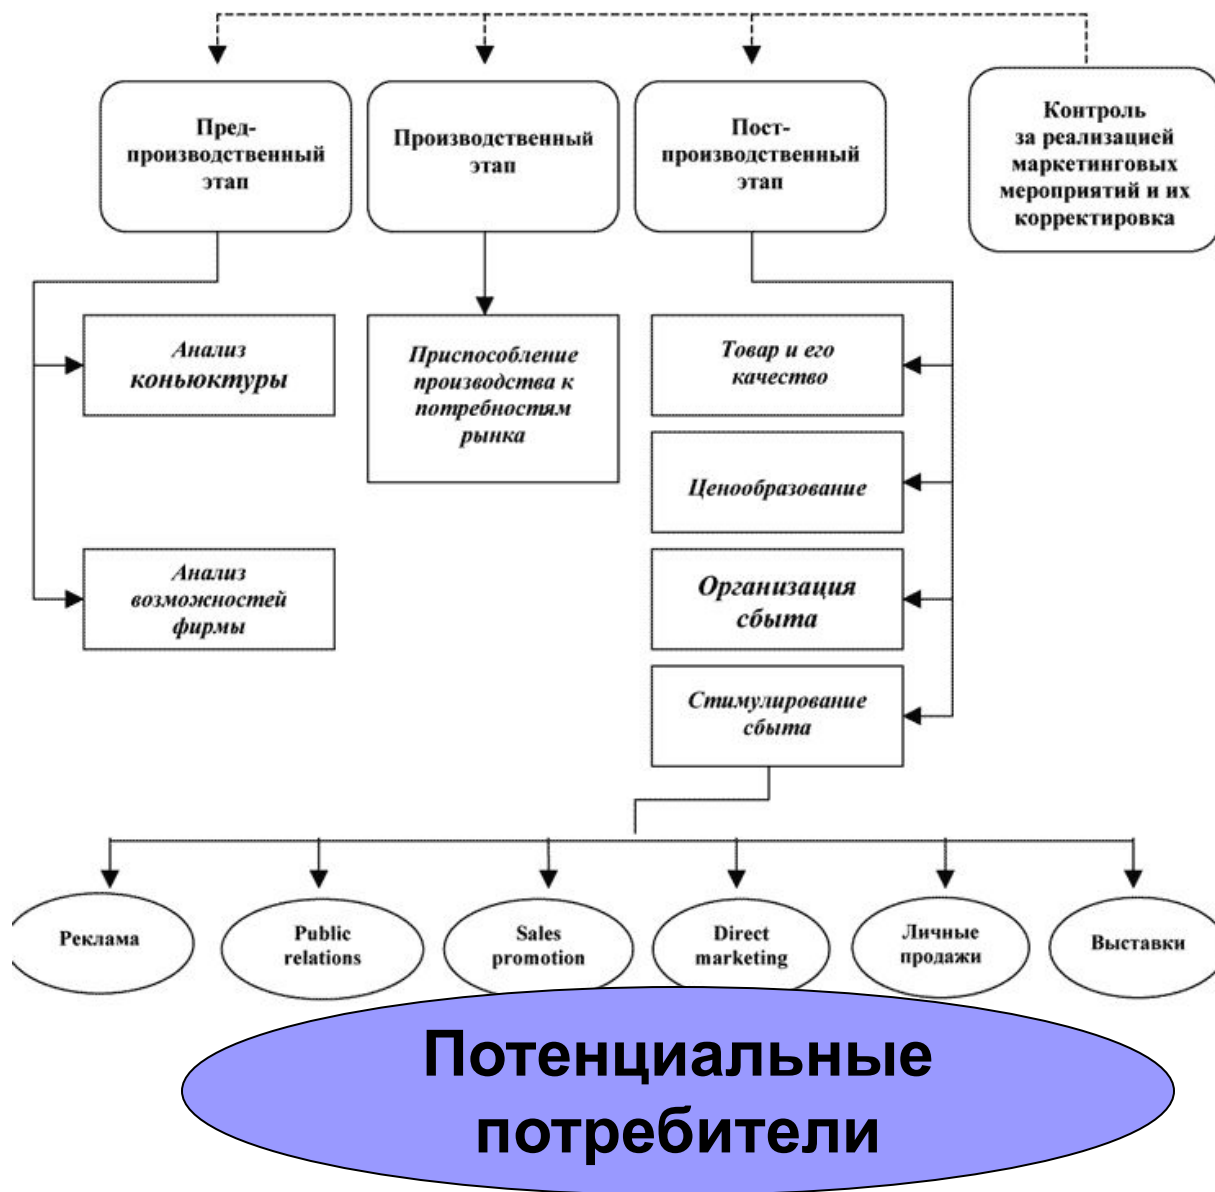 Пред-
производственный
этап
Производственный
этап
Пост-
производственный
этап
Контроль
за реализацией
маркетинговых
мероприятий и их
корректировка
Анализ
коньюктуры
Приспособление
производства к
потребностям
рынка
Товар и его
качество
Ценообразование
Анализ
возможностей
фирмы
Организация
сбыта
Стимулирование
сбыта
Реклама
Public
relations
Sales
promotion
Direct
marketing
Личные
продажи
Выставки
Потенциальные
потребители